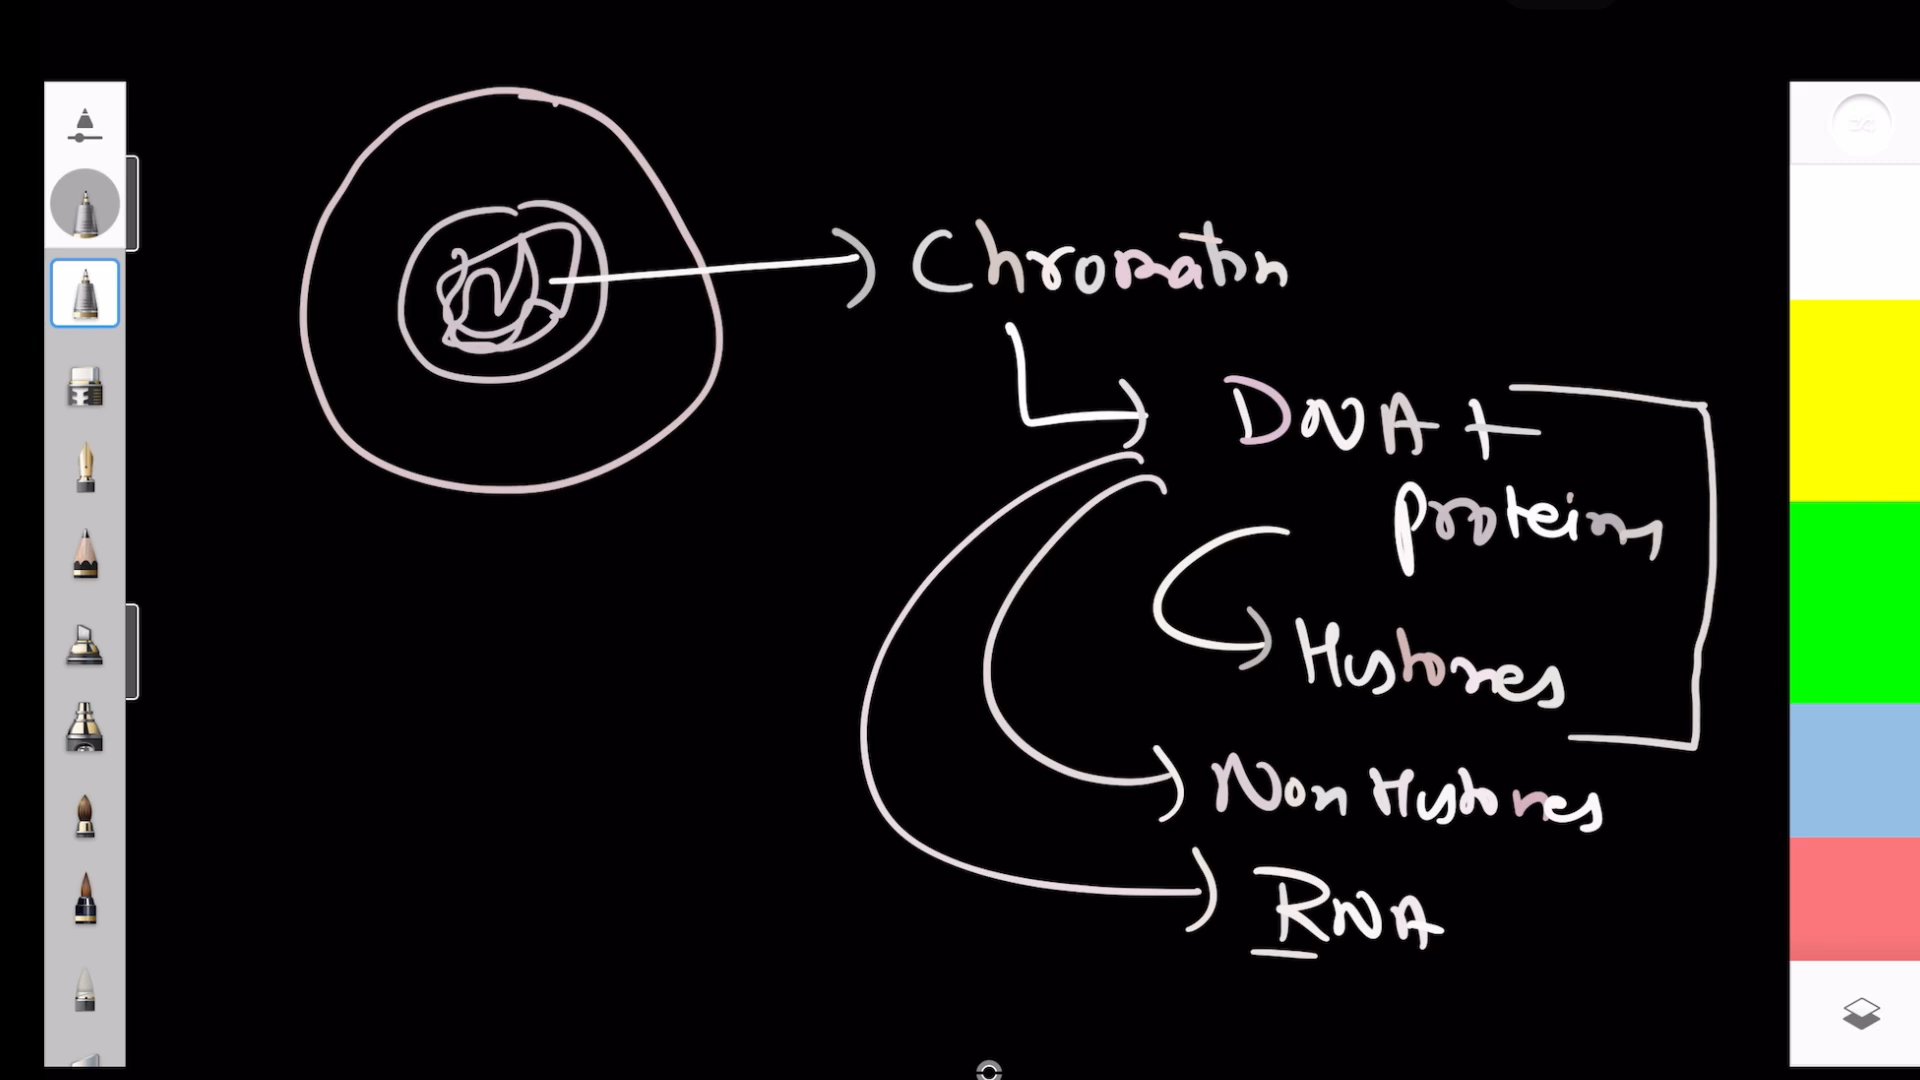 Chromatin
DNA +
proteins
Histones
Non Histones
RNA